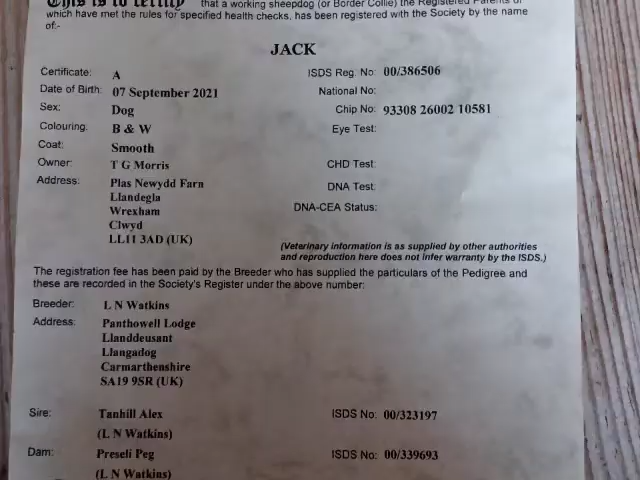 This is to certify that a working sheepdog (or Border Collie) the Registered Parents of
which have met the rules for specified health checks, has been registered with the Society by the name
of:-
JACK
Certificate: A
ISDS Reg. No: 00/386506
Date of Birth: 07 September 2021
National No:
Sex: Dog
Chip No: 93308 26002 10581
Colouring: B & W
Eye Test:
Coat: Smooth
Owner: T G Morris
CHD Test:
Address: Plas Newydd Farn
DNA Test:
Llandegla
Wrexham
DNA-CEA Status:
Clwyd
LL11 3AD (UK)
(Veterinary information is as supplied by other authorities
and reproduction here does not infer warranty by the ISDS.)
The registration fee has been paid by the Breeder who has supplied the particulars of the Pedigree and
these are recorded in the Society's Register under the above number:
Breeder: L N Watkins
Address: Panthowell Lodge
Llanddeusant
Llangadog
Carmarthenshire
SA19 9SR (UK)
Sire: Tanhill Alex
ISDS No: 00/323197
(L N Watkins)
Dam: Preseli Peg
ISDS No: 00/339693
(L N Watkins)